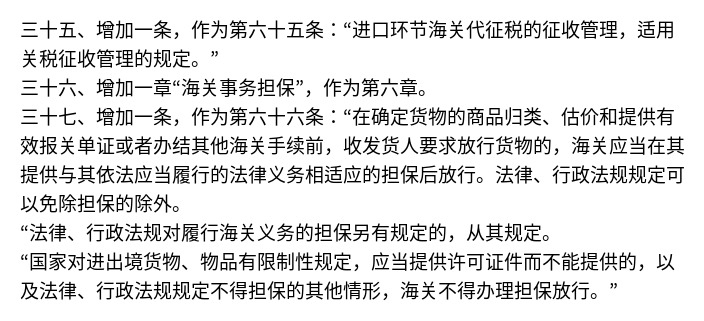 三十五、增加一条，作为第六十五条：“进口环节海关代征税的征收管理，适用
关税征收管理的规定。”
三十六、增加一章“海关事务担保”，作为第六章。
三十七、增加一条，作为第六十六条：“在确定货物的商品归类、估价和提供有
效报关单证或者办结其他海关手续前，收发货人要求放行货物的，海关应当在其
提供与其依法应当履行的法律义务相适应的担保后放行。法律、行政法规规定可
以免除担保的除外。
“法律、行政法规对履行海关义务的担保另有规定的，从其规定。
“国家对进出境货物、物品有限制性规定，应当提供许可证件而不能提供的，以
及法律、行政法规规定不得担保的其他情形，海关不得办理担保放行。”